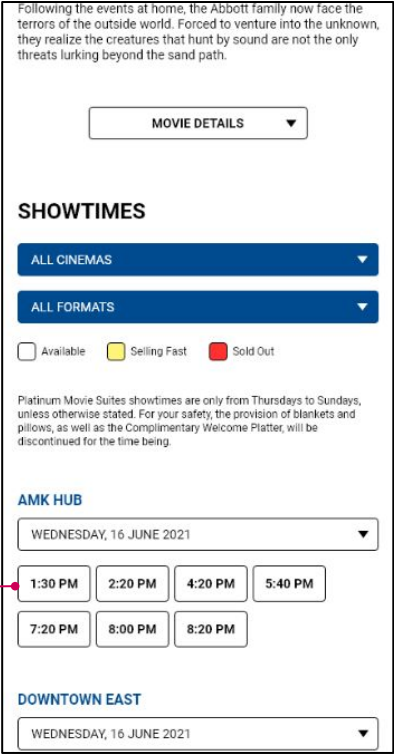 Following the events at home, the Abbott family now face the
terrors of the outside world. Forced to venture into the unknown,
they realize the creatures that hunt by sound are not the only
threats lurking beyond the sand path.
MOVIE DETAILS
SHOWTIMES
ALL CINEMAS
ALL FORMATS
Available Selling Fast Sold Out
Platinum Movie Suites showtimes are only from Thursdays to Sundays,
unless otherwise stated. For your safety, the provision of blankets and
pillows, as well as the Complimentary Welcome Platter, will be
discontinued for the time being.
AMK HUB
WEDNESDAY, 16 JUNE 2021
1:30 PM 2:20 PM 4:20 PM 5:40 PM
7:20 PM 8:00 PM 8:20 PM
DOWNTOWN EAST
WEDNESDAY, 16 JUNE 2021